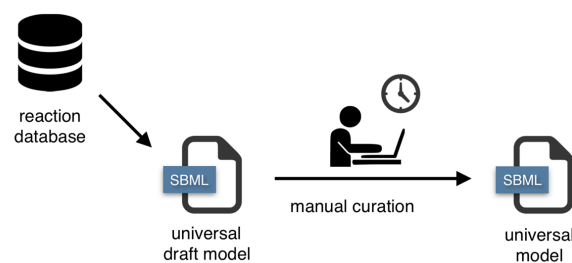 reaction
database
SBML
universal
draft model
manual curation
SBML
universal
model